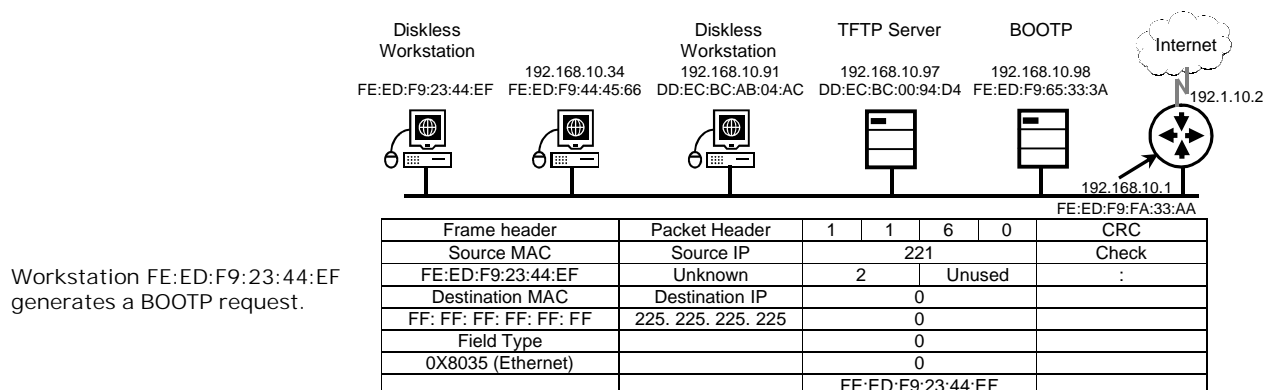 Diskless Workstation
Diskless Workstation
TFTP Server
BOOTP
Internet
192.168.10.34
192.168.10.91
192.168.10.97
192.168.10.98
FE:ED:F9:23:44:EF
FE:ED:F9:44:45:66
DD:EC:BC:AB:04:AC
DD:EC:BC:00:94:D4
FE:ED:F9:65:33:3A
192.1.10.2
192.168.10.1
FE:ED:F9:FA:33:AA
Workstation FE:ED:F9:23:44:EF
generates a BOOTP request.
Frame header Packet Header 1 1 6 0 CRC
Source MAC Source IP 221 Check
FE:ED:F9:23:44:EF Unknown 2 Unused :
Destination MAC Destination IP 0
FF: FF: FF: FF: FF: FF 225. 225. 225. 225 0
Field Type 0
0X8035 (Ethernet) 0
FE:ED:F9:23:44:EF